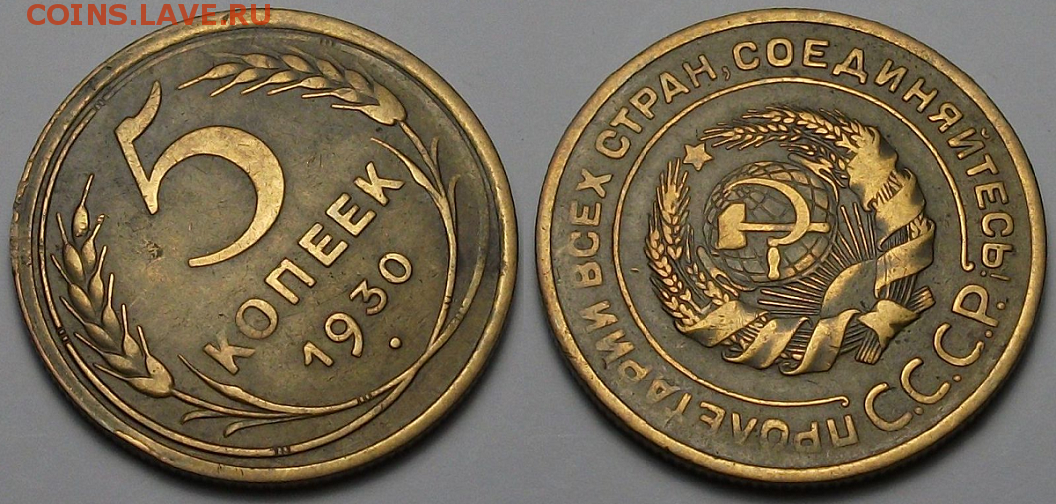 COINS.LAVE.RU
5
КОПЕЕК
1930.
ПРОЛЕТАРИИ ВСЕХ СТРАН, СОЕДИНЯЙТЕСЬ!
С.С.С.Р.